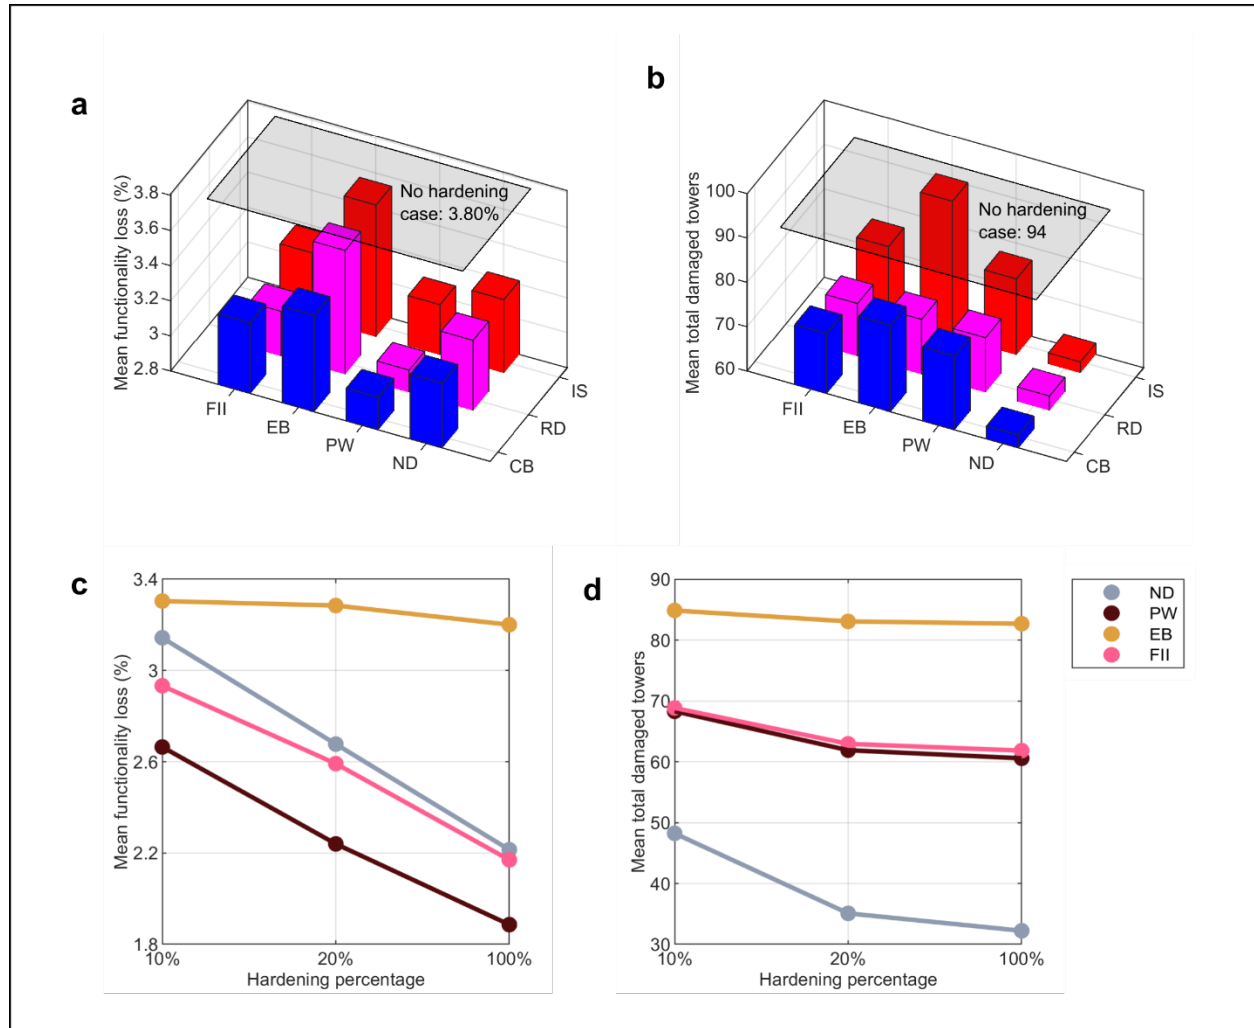 a
Mean functionality loss (%)
3.8
3.6
3.4
3.2
3
2.8
No hardening
case: 3.80%
FII
EB
PW
ND
CB
RD
IS
b
Mean total damaged towers
100
90
80
70
60
No hardening
case: 94
FII
EB
PW
ND
CB
RD
IS
c
Mean functionality loss (%)
3.4
3
2.6
2.2
1.8
10%
20%
100%
Hardening percentage
d
Mean total damaged towers
90
80
70
60
50
40
30
10%
20%
100%
Hardening percentage
ND
PW
EB
FII